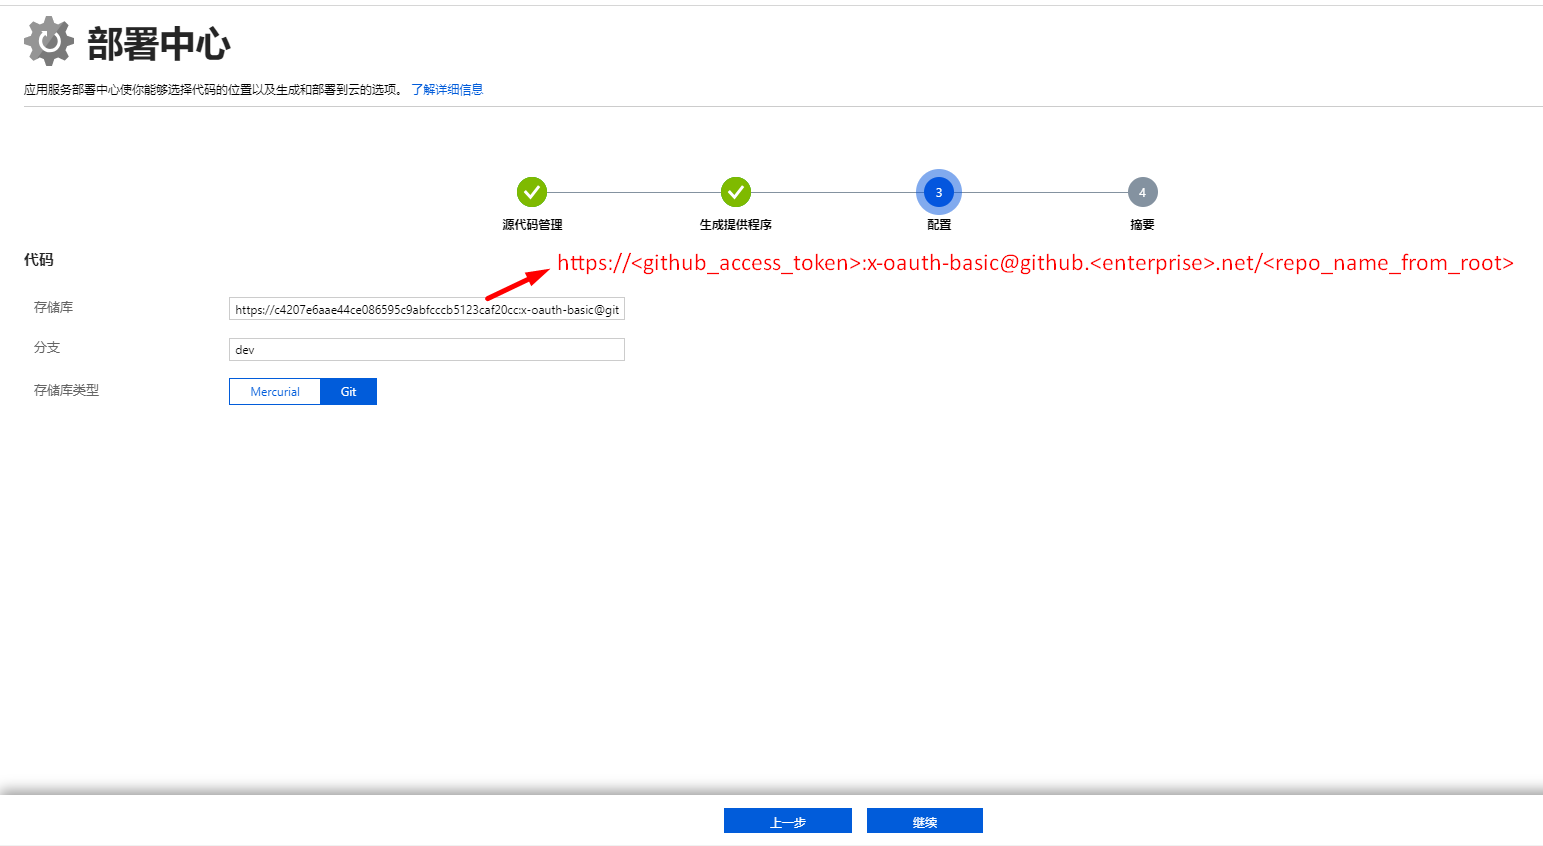 部署中心
应用服务部署中心使你能够选择代码的位置以及生成和部署到云的选项。 了解详细信息
3
4
源代码管理
生成提供程序
配置
摘要
代码
https://<github_access_token>:x-oauth-basic@github.<enterprise>.net/<repo_name_from_root>
存储库
https://c4207e6aae44ce086595c9abfcccb5123caf20cc:x-oauth-basic@git
分支
dev
存储库类型
Mercurial
Git
上一步
继续